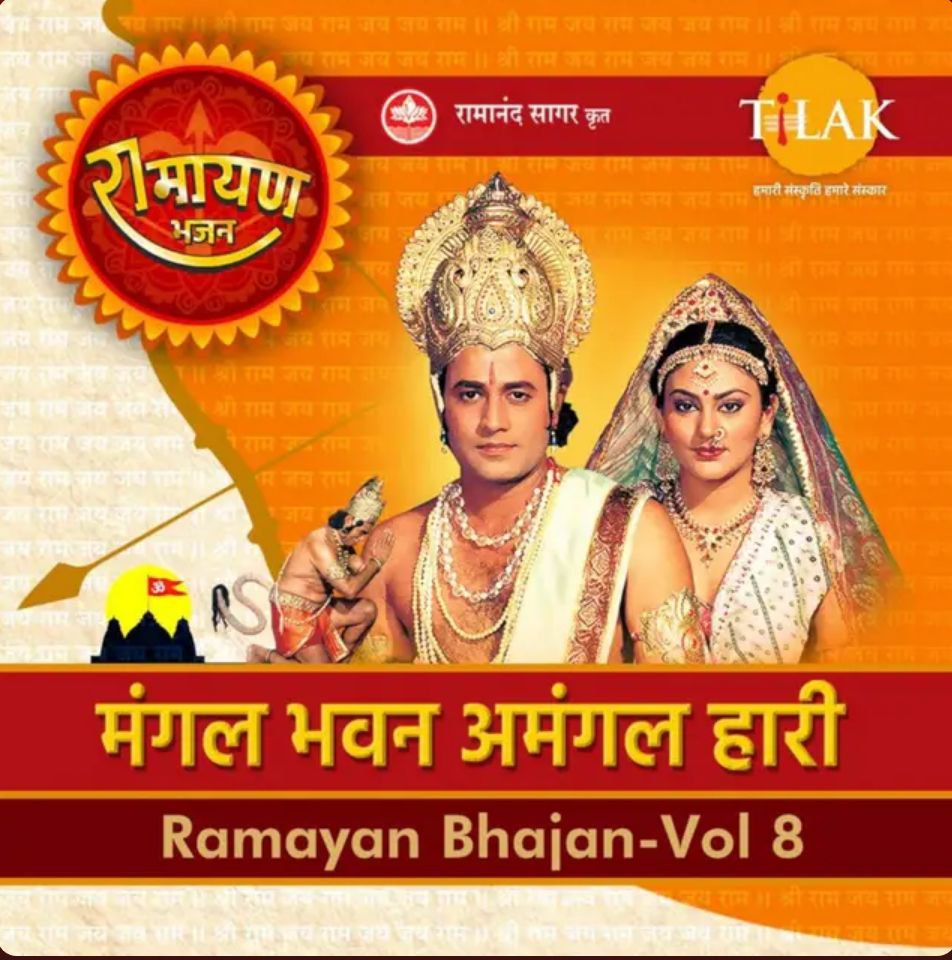 रामानंद सागर कृत
TiLAK
हमारी संस्कृति हमारे संस्कार
रामायण
भजन
ॐ
मंगल भवन अमंगल हारी
Ramayan Bhajan-Vol 8